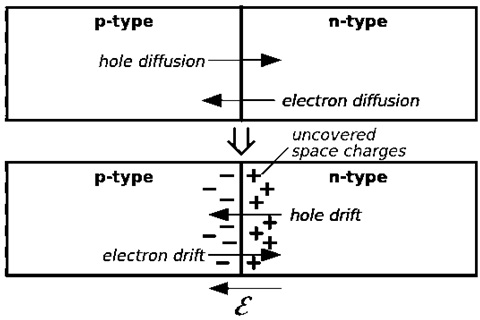 p-type n-type
hole diffusion
electron diffusion
uncovered
space charges
p-type n-type
hole drift
electron drift
ℰ